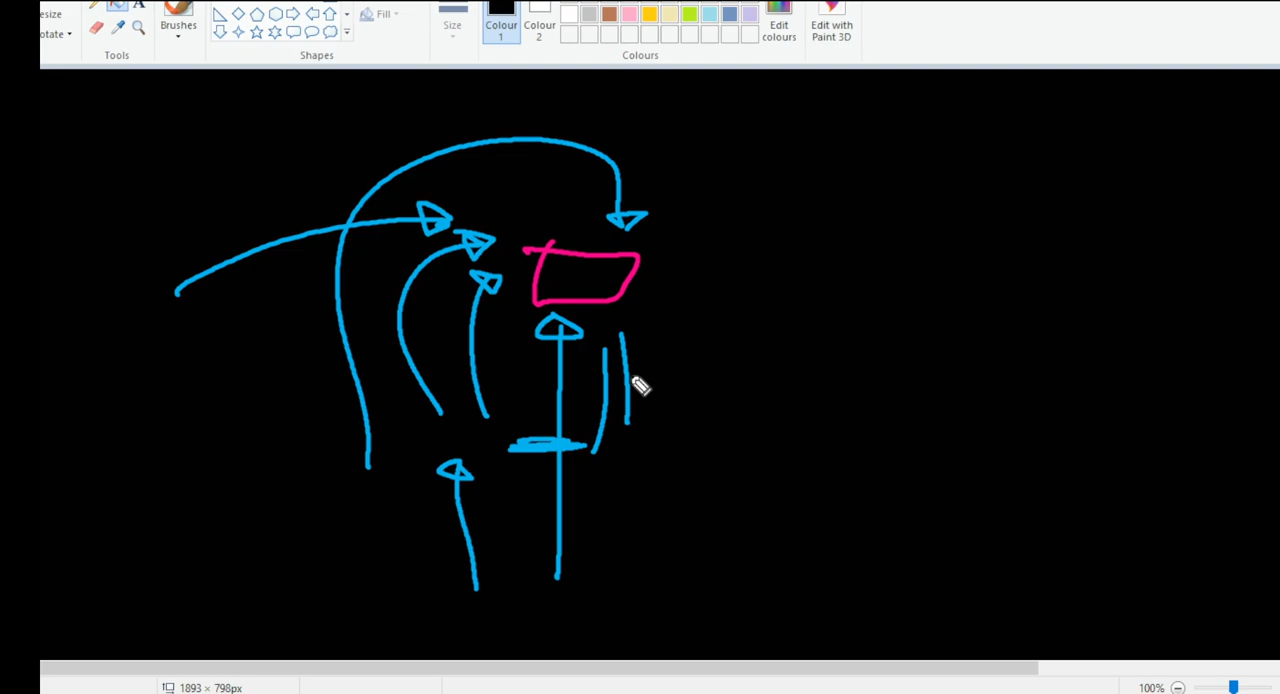 esize
otate
A
Tools
Brushes
Fill
Shapes
Size
Colour
1
Colour
2
Edit
colours
Colours
Edit with
Paint 3D
1893 × 798px
100%